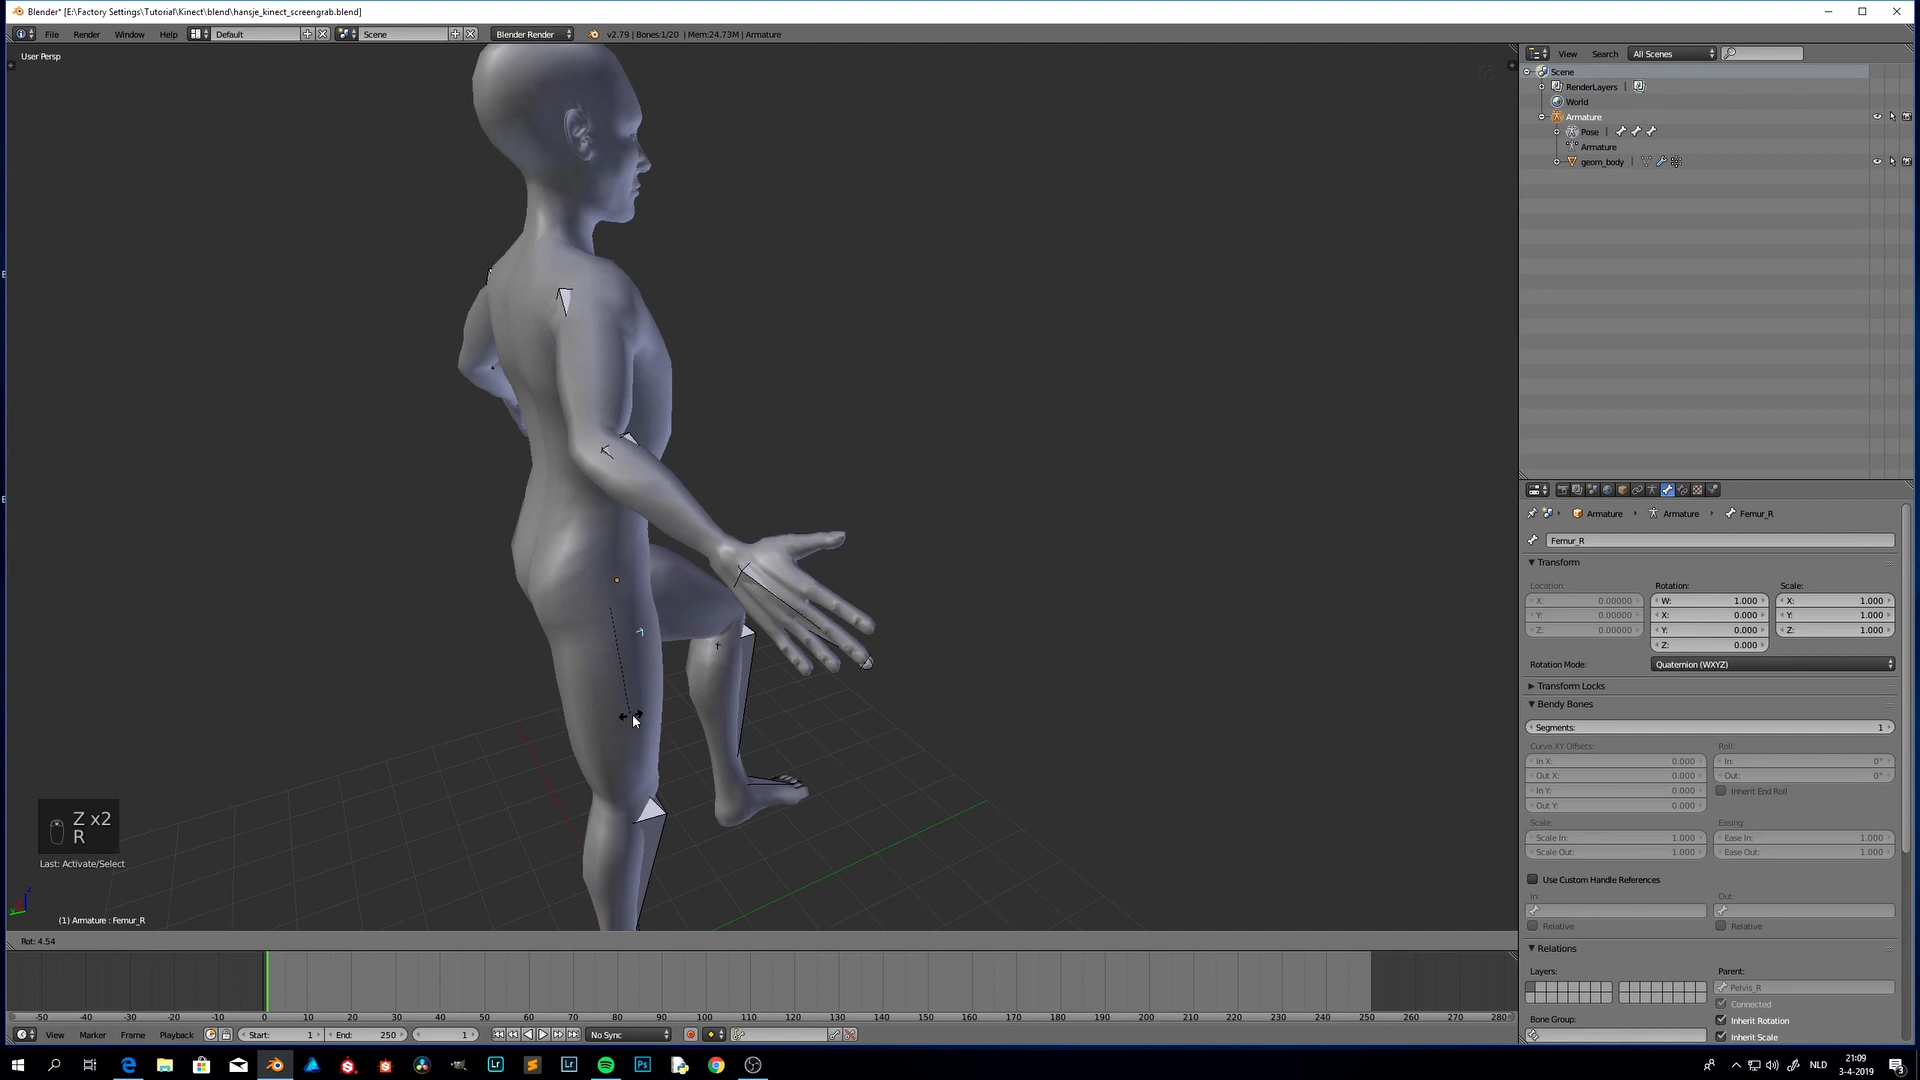 Blender* [E:\Factory Settings\Tutorial\Kinect\blend\hansje_kinect_screengrab.blend]
File Render Window Help Default Scene Blender Render v2.79 | Bones:1/20 | Mem:24.73M | Armature
User Persp
View Search All Scenes
Scene
RenderLayers
World
Armature
Pose
Armature
geom_body
Armature Armature Femur_R
Femur_R
Transform
Location: Rotation: Scale:
X: 0.00000 W: 1.000 X: 1.000
Y: 0.00000 X: 0.000 Y: 1.000
Z: 0.00000 Y: 0.000 Z: 1.000
Z: 0.000
Rotation Mode: Quaternion (WXYZ)
Transform Locks
Bendy Bones
Segments: 1
Curve XY Offsets: Roll:
In X: 0.000 In: 0°
Out X: 0.000 Out: 0°
In Y: 0.000 Inherit End Roll
Out Y: 0.000
Scale: Easing:
Scale In: 1.000 Ease In: 1.000
Scale Out: 1.000 Ease Out: 1.000
Use Custom Handle References
In: Out:
Relative Relative
Relations
Layers: Parent:
Pelvis_R
Connected
Bone Group: Inherit Rotation
Inherit Scale
Z x2
R
Last: Activate/Select
z
y
(1) Armature : Femur_R
Rot: 4.54
-50 -40 -30 -20 -10 0 10 20 30 40 50 60 70 80 90 100 110 120 130 140 150 160 170 180 190 200 210 220 230 240 250 260 270 280
View Marker Frame Playback Start: 1 End: 250 1 No Sync
Lr Lr Ps
NLD
21:09
3-4-2019
3